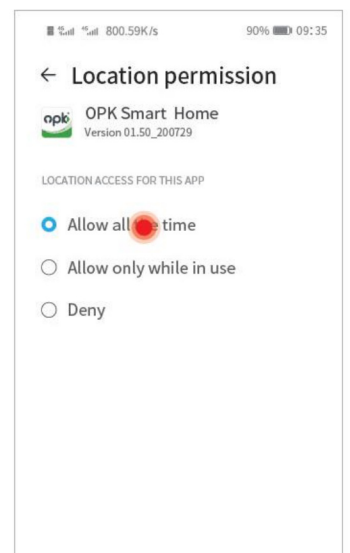 800.59K/s 90% 09:35
← Location permission
opk
OPK Smart Home
Version 01.50_200729
LOCATION ACCESS FOR THIS APP
Allow all time
Allow only while in use
Deny